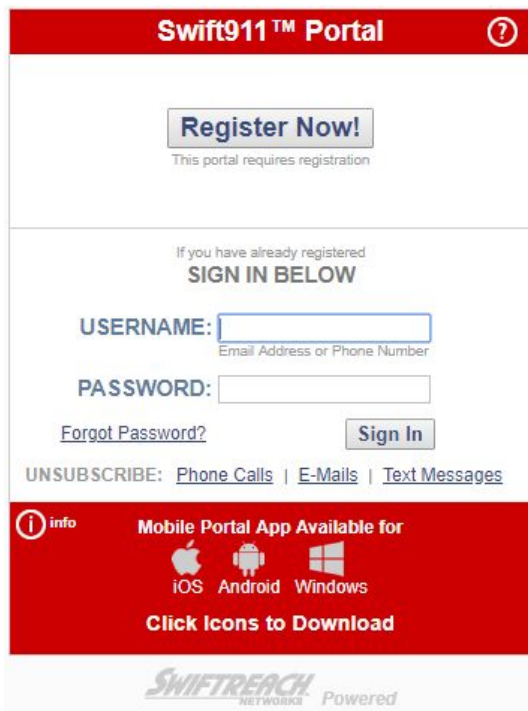 Swift911™ Portal ?
Register Now!
This portal requires registration
If you have already registered
SIGN IN BELOW
USERNAME:
Email Address or Phone Number
PASSWORD:
Forgot Password? Sign In
UNSUBSCRIBE: Phone Calls | E-Mails | Text Messages
i info Mobile Portal App Available for
iOS Android Windows
Click Icons to Download
SWIFTREACH NETWORKS Powered